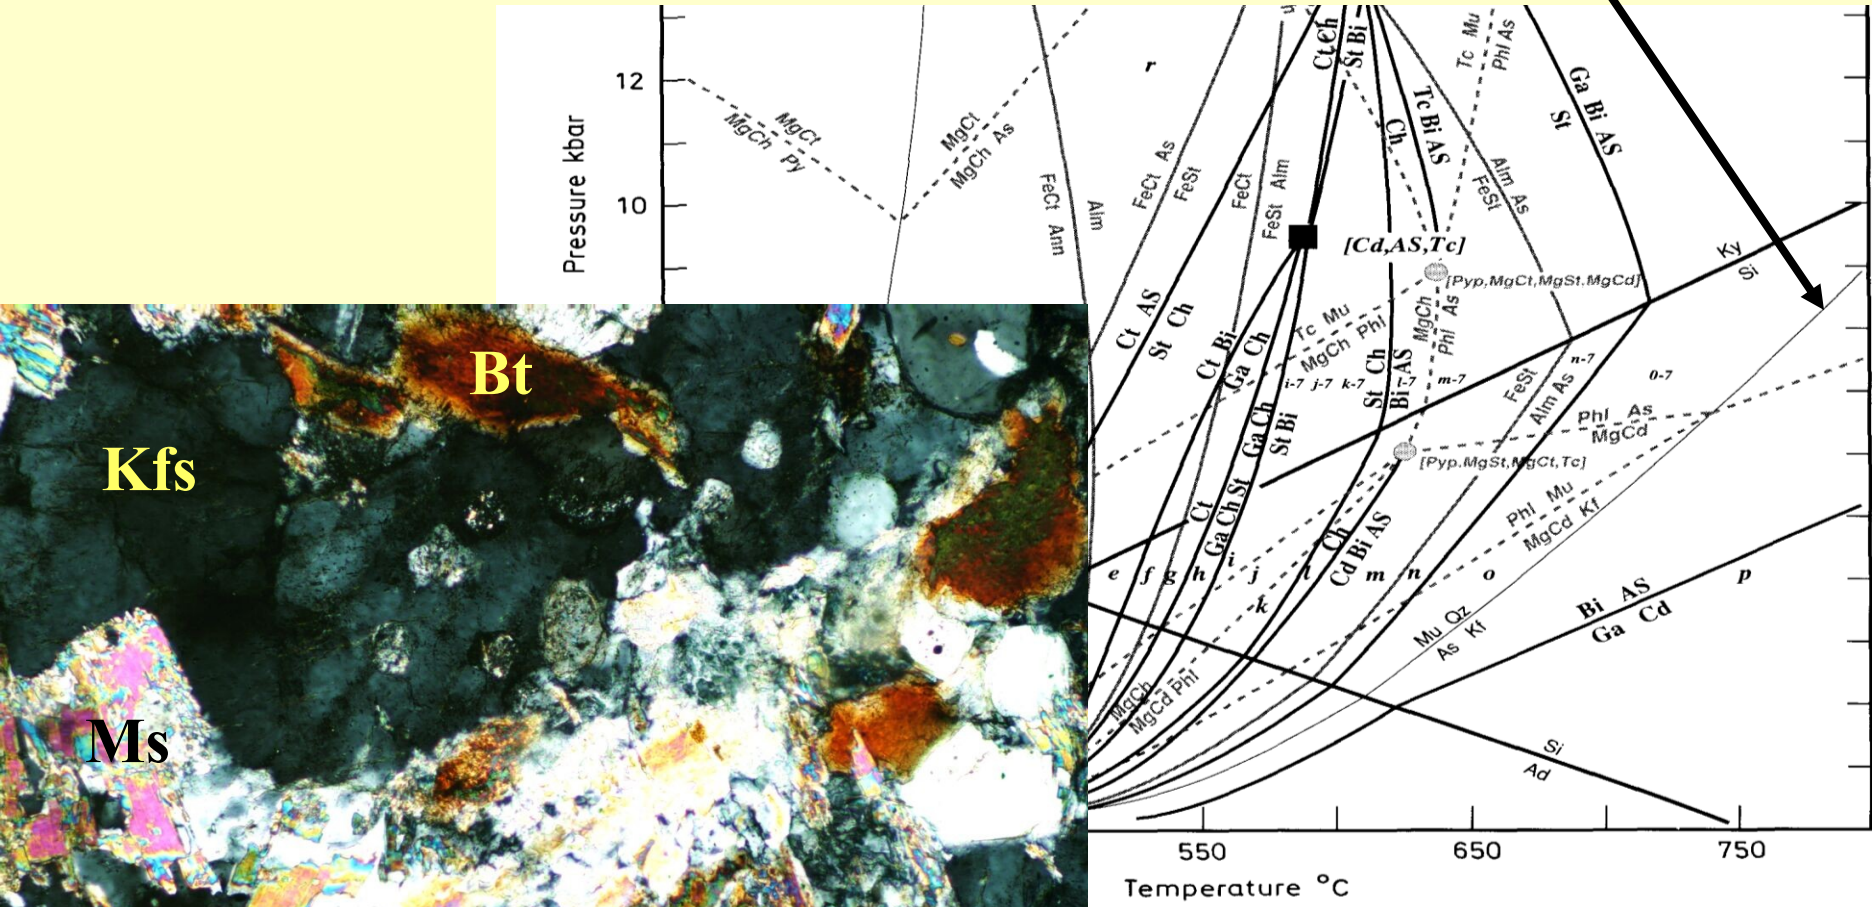 12
10
Pressure kbar
MgCt
MgCh Py
MgCt
MgCh As
FeCt Ann
Alm
r
FeCt As
FeSt
FeCt
FeSt Alm
Ct Ch
St Bi
Ch
Tc Bi AS
Tc Mu
Phl As
Alm As
FeSt
Ga Bi AS
St
[Cd,AS,Tc]
[Pyp,MgCt,MgSt,MgCd]
Ky
Si
Ct AS
St Ch
Ct Bi
Ga Ch
Tc Mu
MgCh Phl
MgCh
Phl As
i-7 j-7 k-7
St Ch
Bi AS
l-7
m-7
n-7
o-7
FeSt
Alm As
Phl As
MgCd
Ga Ch
St Bi
[Pyp,MgSt,MgCt,Tc]
Ct
Ga Ch St
Phl Mu
MgCd Kf
Ch
Cd Bi AS
e f g h i j k l m n o p
Mu Qz
As Kf
Bi AS
Ga Cd
MgCh
MgCd Phl
Si
Ad
550
650
750
Temperature °C
Bt
Kfs
Ms